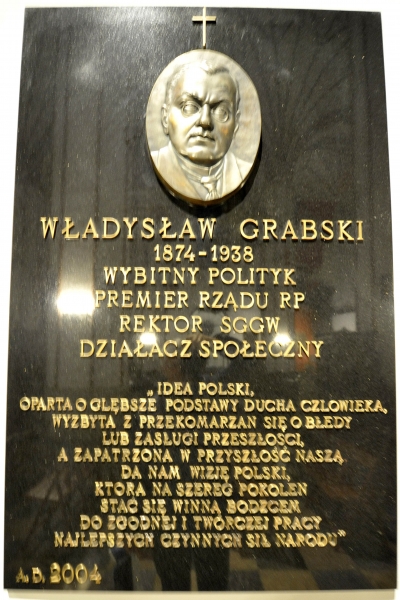 WŁADYSŁAW GRABSKI
1874-1938
WYBITNY POLITYK
PREMIER RZĄDU RP
REKTOR SGGW
DZIAŁACZ SPOŁECZNY
„IDEA POLSKI,
OPARTA O GŁĘBSZE PODSTAWY DUCHA CZŁOWIEKA,
WYZBYTA Z PRZEKOMARZAŃ SIĘ O BŁĘDY
LUB ZASŁUGI PRZESZŁOŚCI,
A ZAPATRZONA W PRZYSZŁOŚĆ NASZĄ
DA NAM WIZJĘ POLSKI,
KTÓRA NA SZEREG POKOLEŃ
STAĆ SIĘ WINNA BODŹCEM
DO ZGODNEJ I TWÓRCZEJ PRACY
NAJLEPSZYCH CZYNNYCH SIŁ NARODU"
A.D. 2004